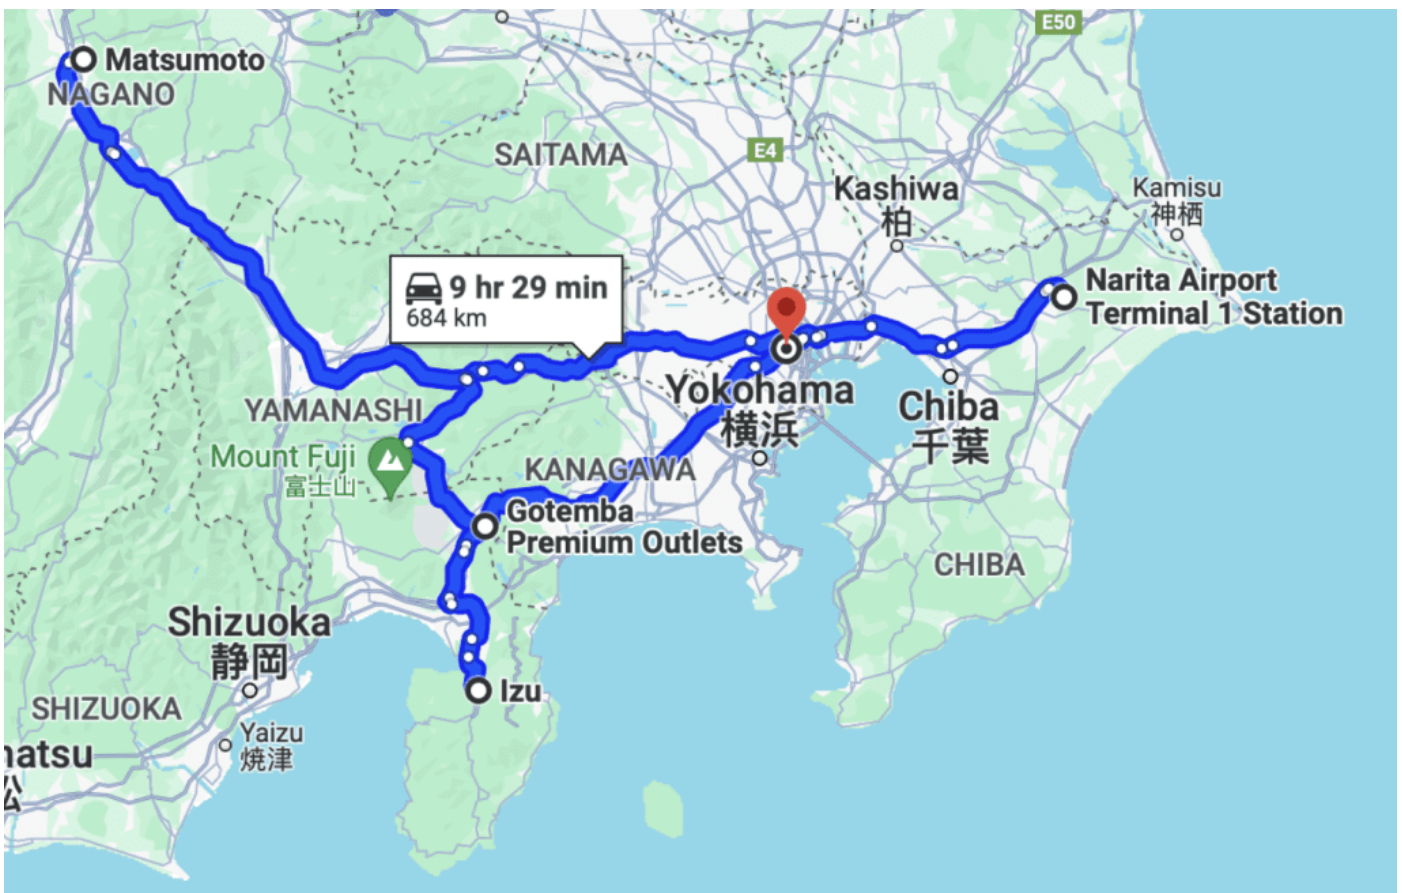 E50
Matsumoto
NAGANO
SAITAMA
E4
Kashiwa
柏
Kamisu
神栖
9 hr 29 min
684 km
Narita Airport
Terminal 1 Station
YAMANASHI
Yokohama
横浜
Chiba
千葉
Mount Fuji
富士山
KANAGAWA
Gotemba
Premium Outlets
CHIBA
Shizuoka
静岡
Izu
SHIZUOKA
Yaizu
焼津
natsu
松